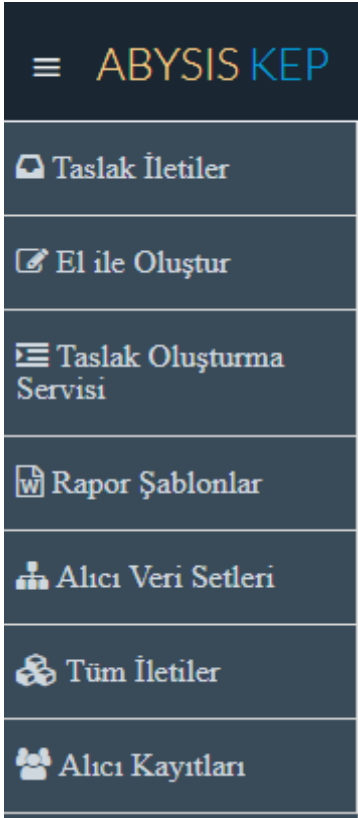 ABYSIS KEP
Taslak İletiler
El ile Oluştur
Taslak Oluşturma
Servisi
Rapor Şablonlar
Alıcı Veri Setleri
Tüm İletiler
Alıcı Kayıtları